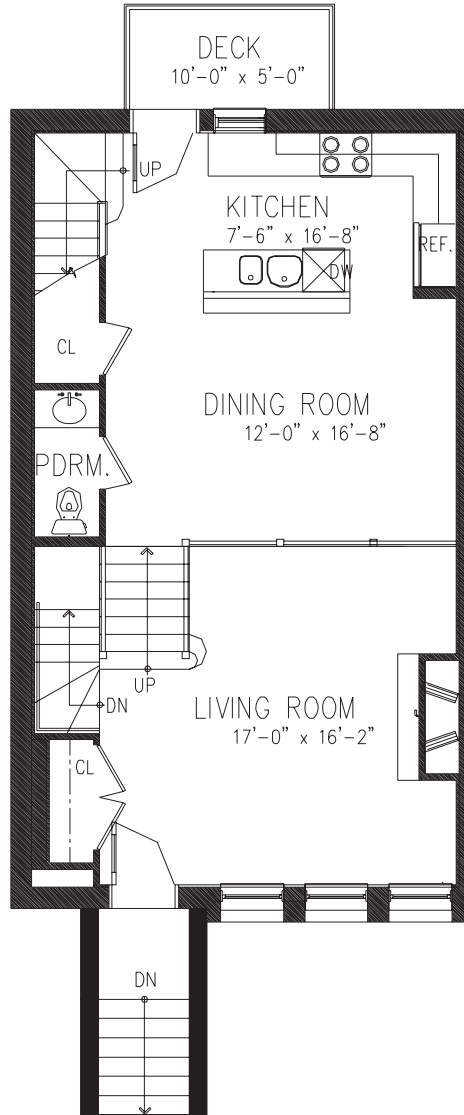 DECK
10'-0" x 5'-0"
UP
KITCHEN
7'-6" x 16'-8"
REF.
DW
CL
DINING ROOM
12'-0" x 16'-8"
PDRM.
UP
DN
LIVING ROOM
17'-0" x 16'-2"
CL
DN